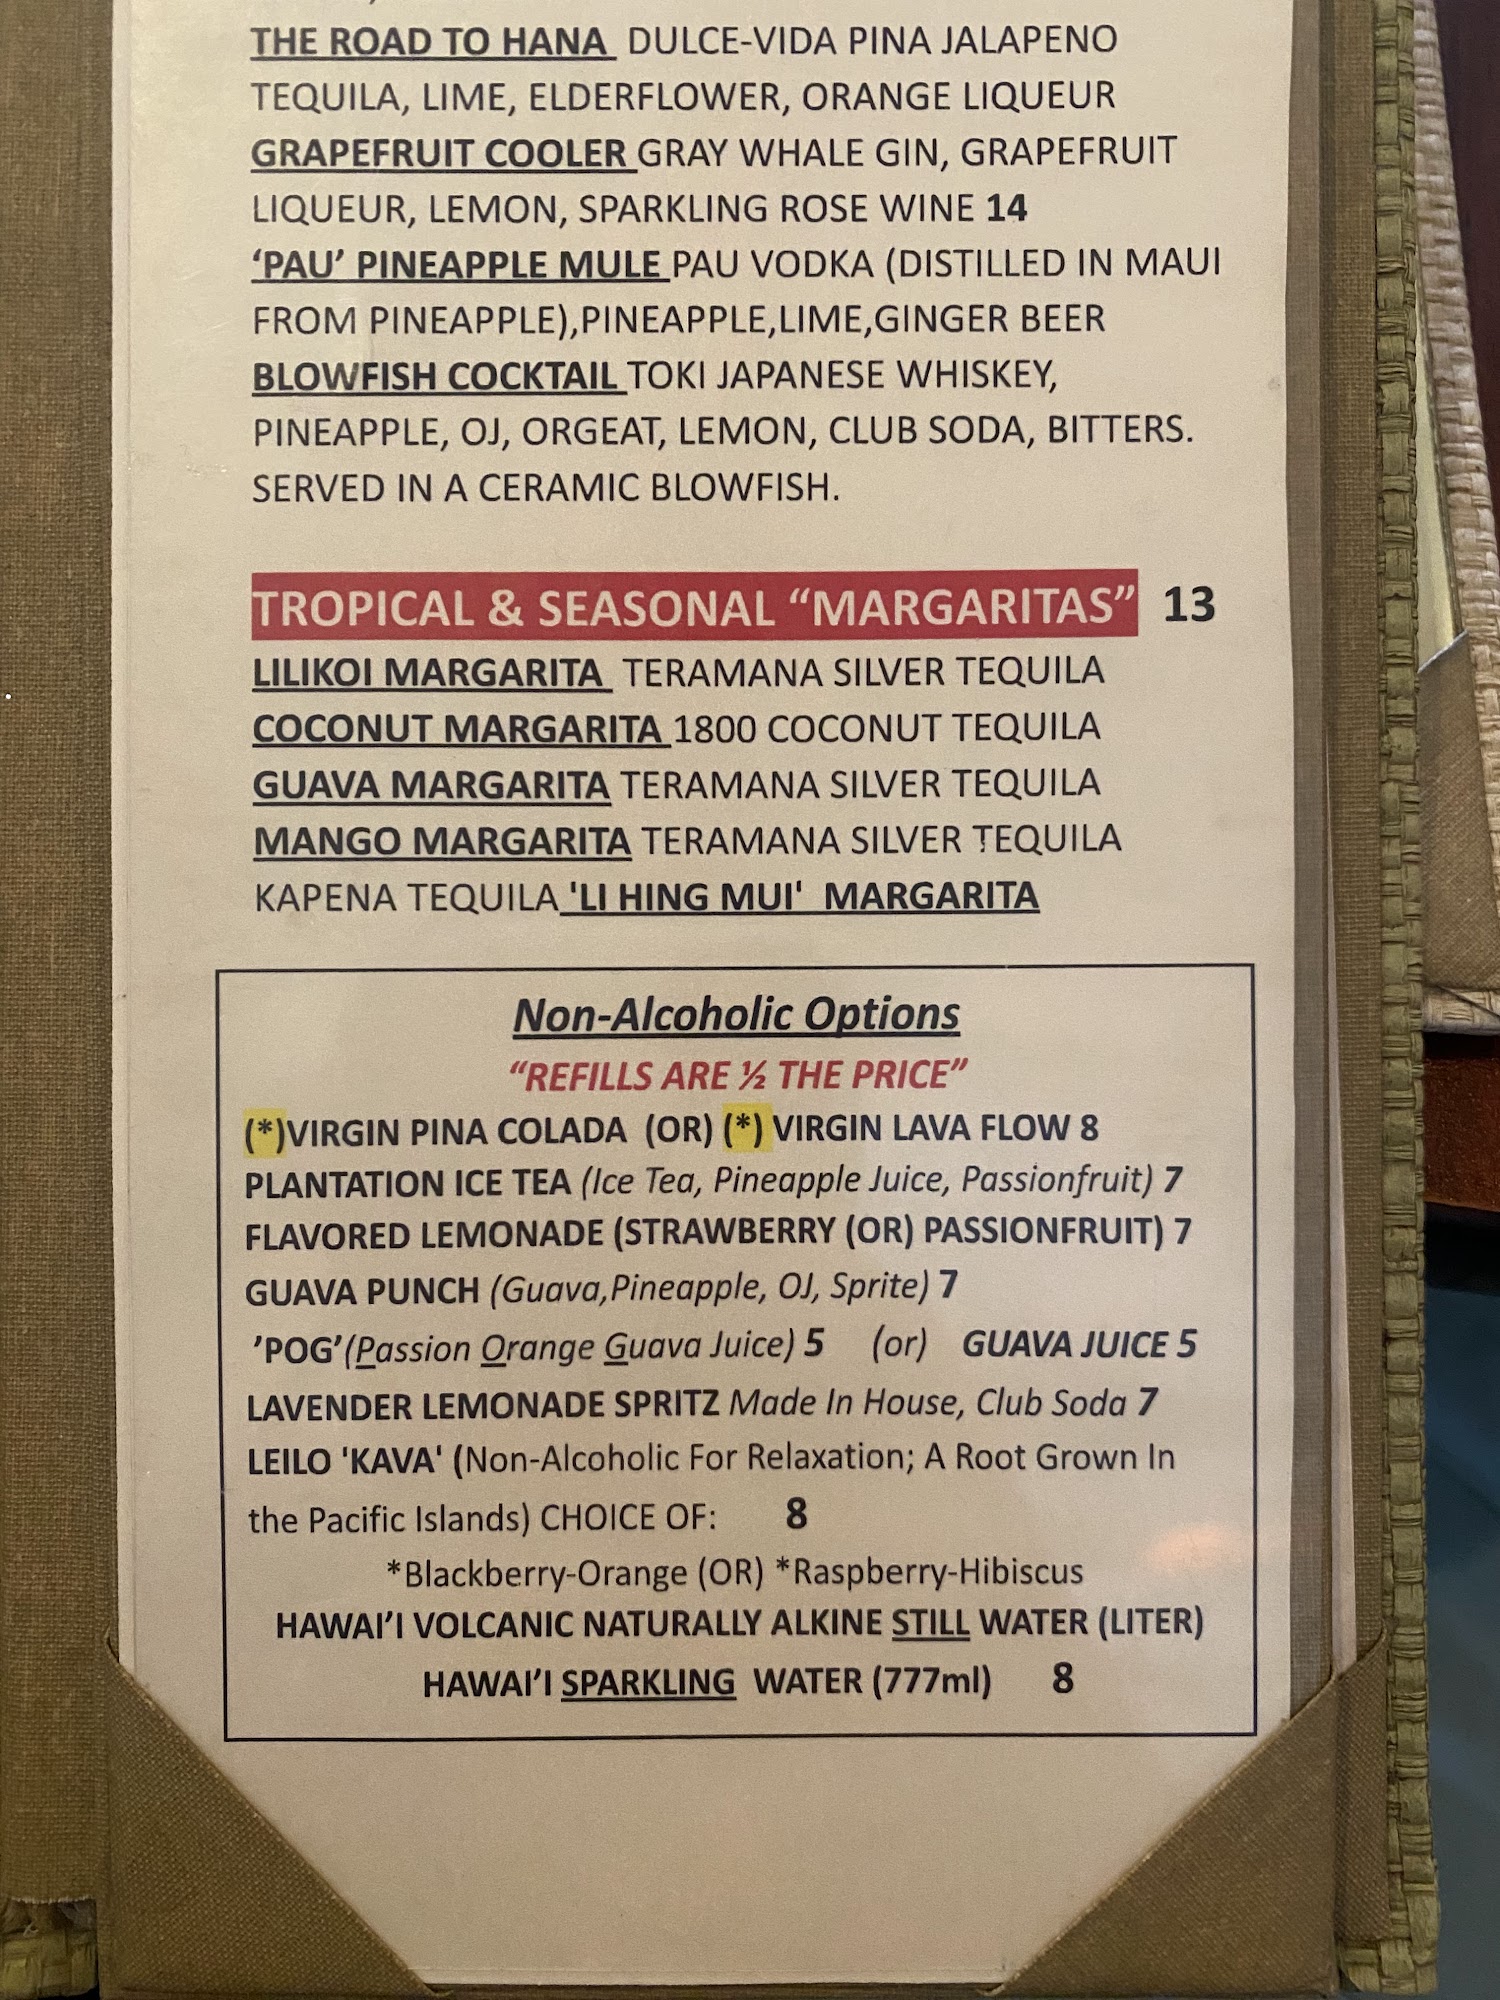 THE ROAD TO HANA DULCE-VIDA PINA JALAPENO
TEQUILA, LIME, ELDERFLOWER, ORANGE LIQUEUR
GRAPEFRUIT COOLER GRAY WHALE GIN, GRAPEFRUIT
LIQUEUR, LEMON, SPARKLING ROSE WINE 14
‘PAU’ PINEAPPLE MULE PAU VODKA (DISTILLED IN MAUI
FROM PINEAPPLE),PINEAPPLE,LIME,GINGER BEER
BLOWFISH COCKTAIL TOKI JAPANESE WHISKEY,
PINEAPPLE, OJ, ORGEAT, LEMON, CLUB SODA, BITTERS.
SERVED IN A CERAMIC BLOWFISH.
TROPICAL & SEASONAL “MARGARITAS” 13
LILIKOI MARGARITA TERAMANA SILVER TEQUILA
COCONUT MARGARITA 1800 COCONUT TEQUILA
GUAVA MARGARITA TERAMANA SILVER TEQUILA
MANGO MARGARITA TERAMANA SILVER TEQUILA
KAPENA TEQUILA 'LI HING MUI' MARGARITA
Non-Alcoholic Options
“REFILLS ARE ½ THE PRICE”
(*)VIRGIN PINA COLADA (OR) (*) VIRGIN LAVA FLOW 8
PLANTATION ICE TEA (Ice Tea, Pineapple Juice, Passionfruit) 7
FLAVORED LEMONADE (STRAWBERRY (OR) PASSIONFRUIT) 7
GUAVA PUNCH (Guava,Pineapple, OJ, Sprite) 7
’POG’(Passion Orange Guava Juice) 5 (or) GUAVA JUICE 5
LAVENDER LEMONADE SPRITZ Made In House, Club Soda 7
LEILO 'KAVA' (Non-Alcoholic For Relaxation; A Root Grown In
the Pacific Islands) CHOICE OF: 8
*Blackberry-Orange (OR) *Raspberry-Hibiscus
HAWAI’I VOLCANIC NATURALLY ALKINE STILL WATER (LITER)
HAWAI’I SPARKLING WATER (777ml) 8